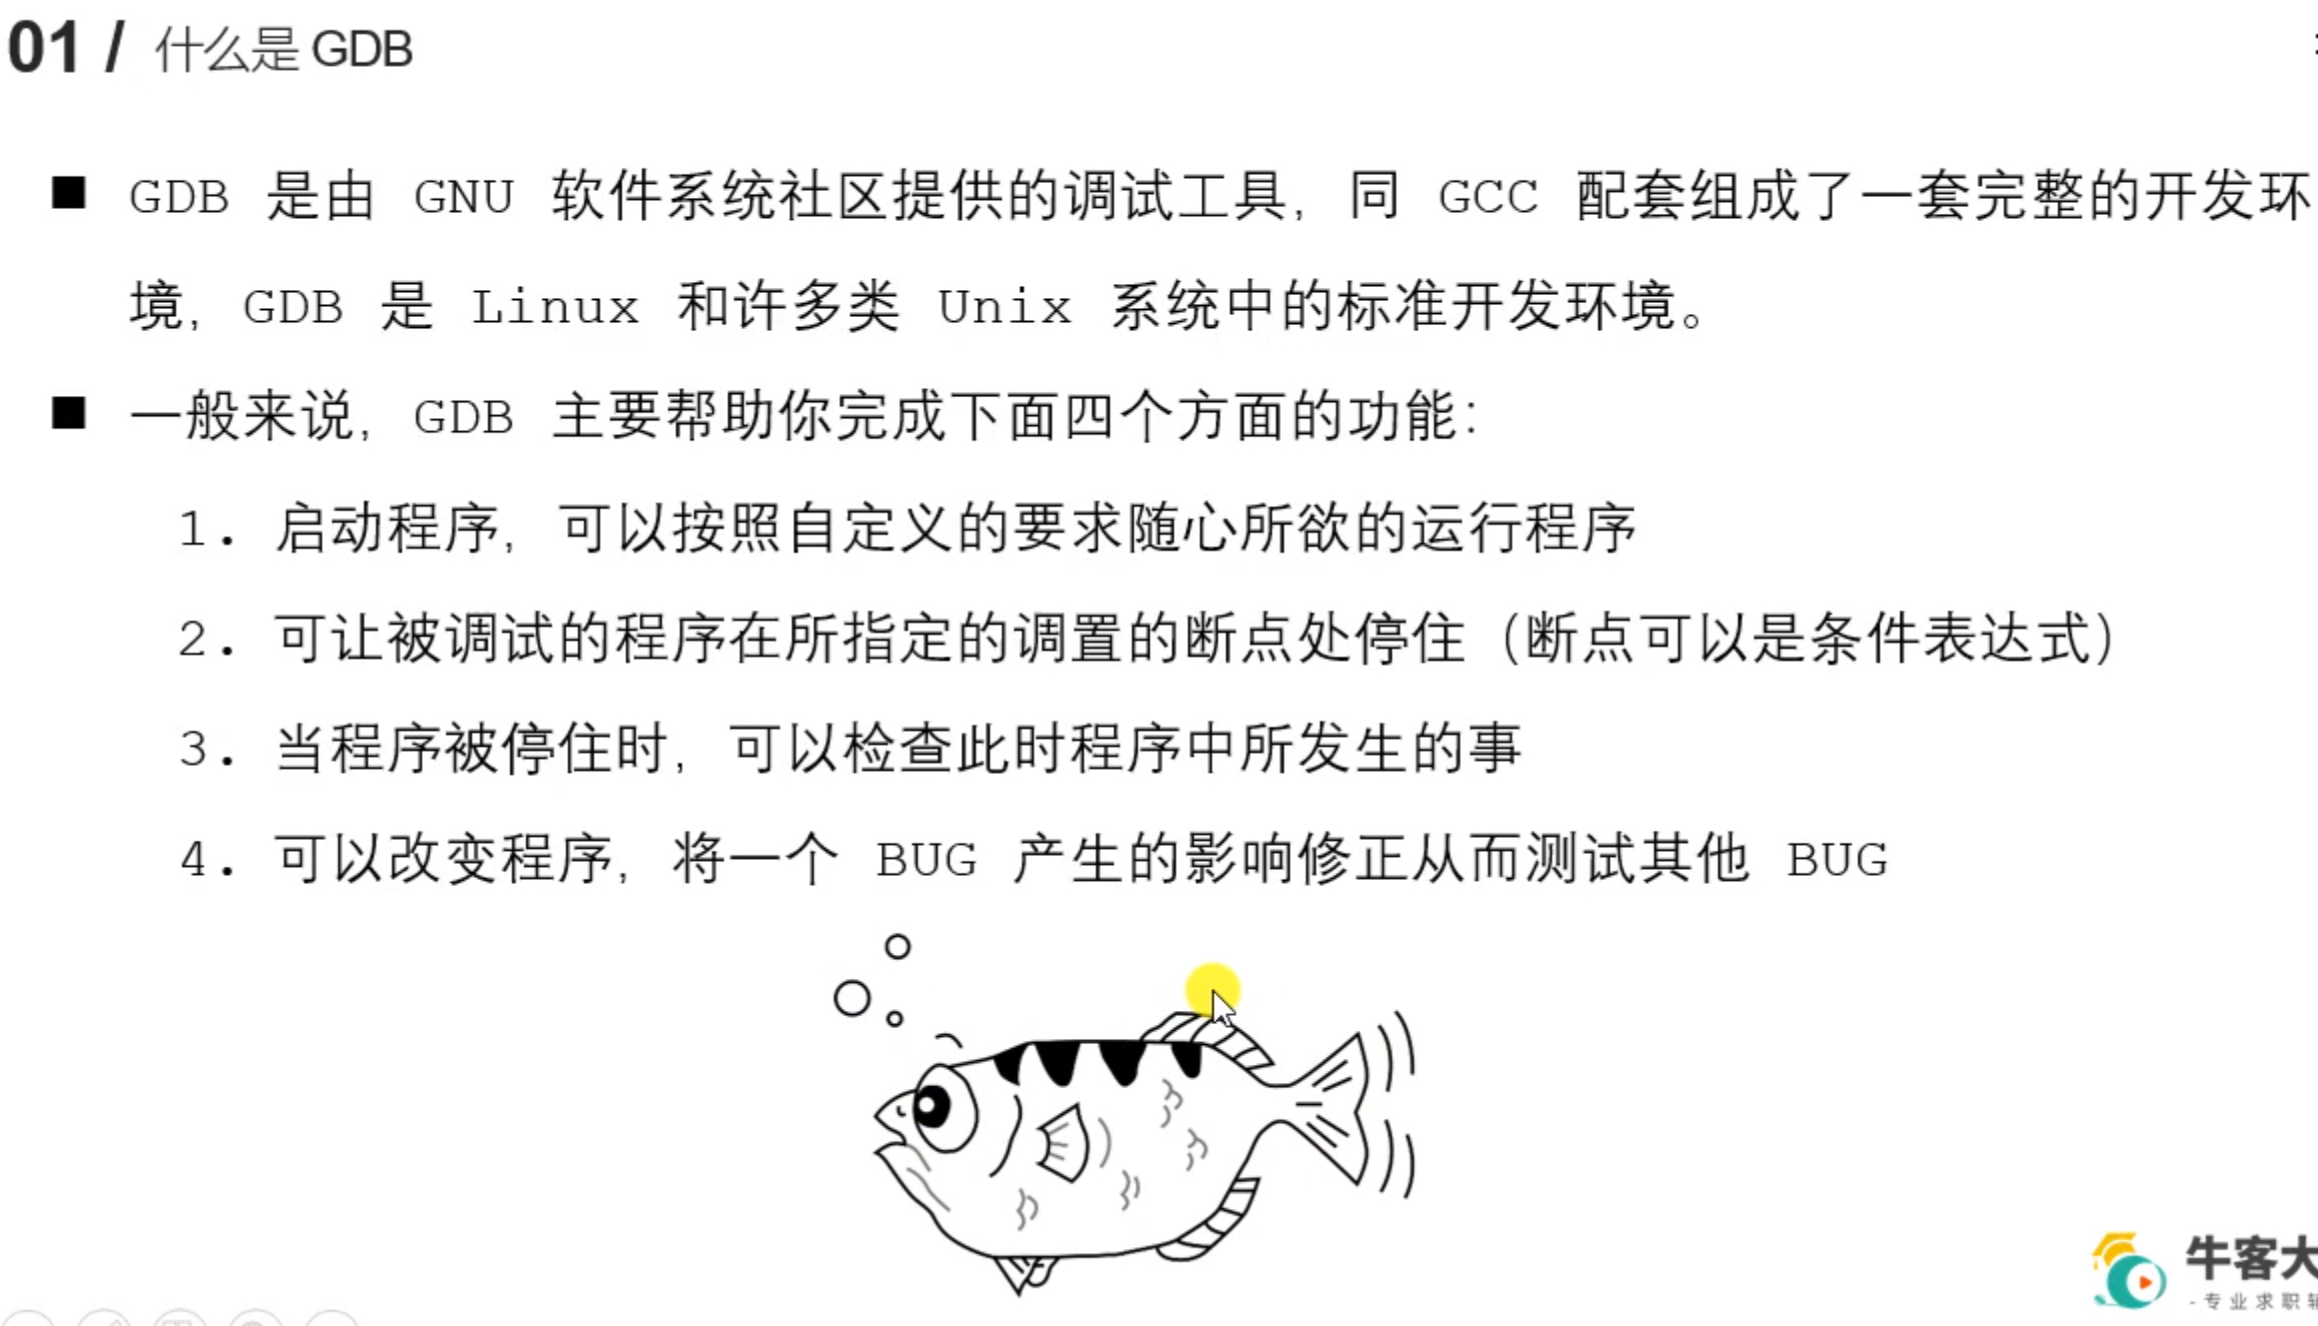 01 / 什么是 GDB
■ GDB 是由 GNU 软件系统社区提供的调试工具，同 GCC 配套组成了一套完整的开发环
境，GDB 是 Linux 和许多类 Unix 系统中的标准开发环境。
■ 一般来说，GDB 主要帮助你完成下面四个方面的功能：
1. 启动程序，可以按照自定义的要求随心所欲的运行程序
2. 可让被调试的程序在所指定的调置的断点处停住（断点可以是条件表达式）
3. 当程序被停住时，可以检查此时程序中所发生的事
4. 可以改变程序，将一个 BUG 产生的影响修正从而测试其他 BUG
牛客大
-专业求职